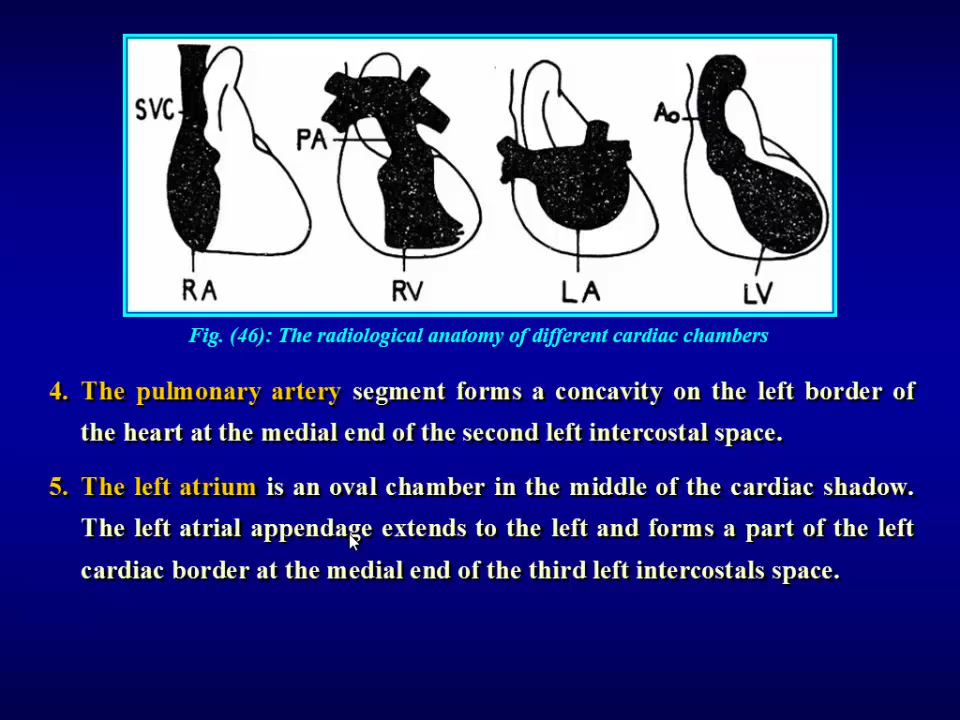 SVC
PA
Ao
RA
RV
LA
LV
Fig. (46): The radiological anatomy of different cardiac chambers
4. The pulmonary artery segment forms a concavity on the left border of
the heart at the medial end of the second left intercostal space.
5. The left atrium is an oval chamber in the middle of the cardiac shadow.
The left atrial appendage extends to the left and forms a part of the left
cardiac border at the medial end of the third left intercostals space.